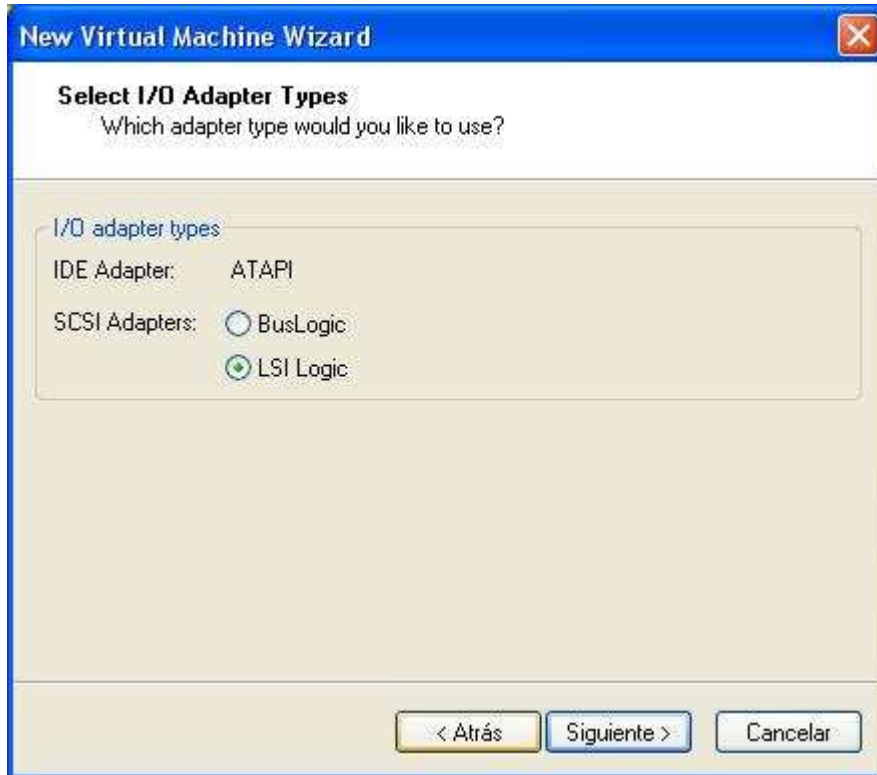 New Virtual Machine Wizard
Select I/O Adapter Types
Which adapter type would you like to use?
I/O adapter types
IDE Adapter: ATAPI
SCSI Adapters: BusLogic
LSI Logic
< Atrás Siguiente > Cancelar